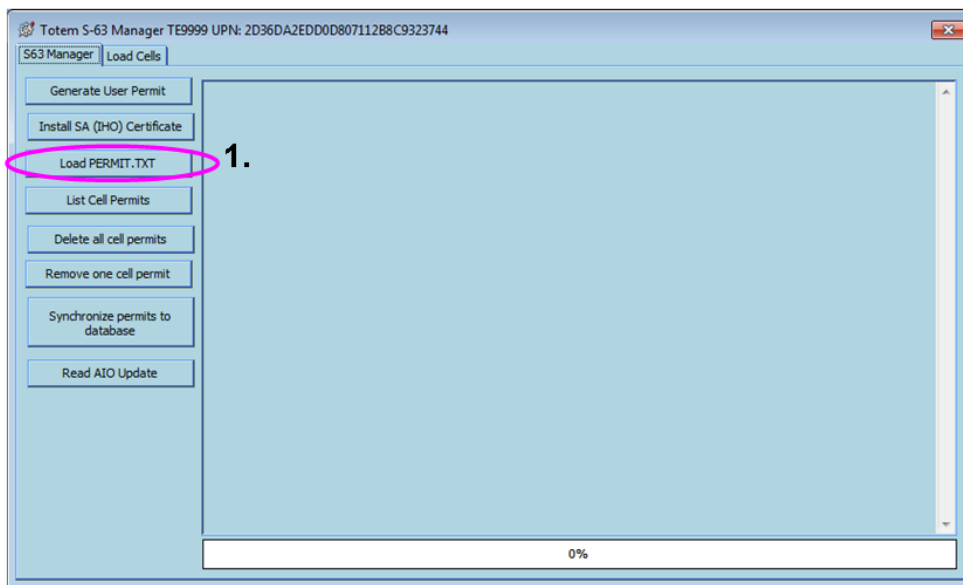 Totem S-63 Manager TE9999 UPN: 2D36DA2EDD0D807112B8C9323744
S63 Manager Load Cells
Generate User Permit
Install SA (IHO) Certificate
Load PERMIT.TXT
1.
List Cell Permits
Delete all cell permits
Remove one cell permit
Synchronize permits to
database
Read AIO Update
0%